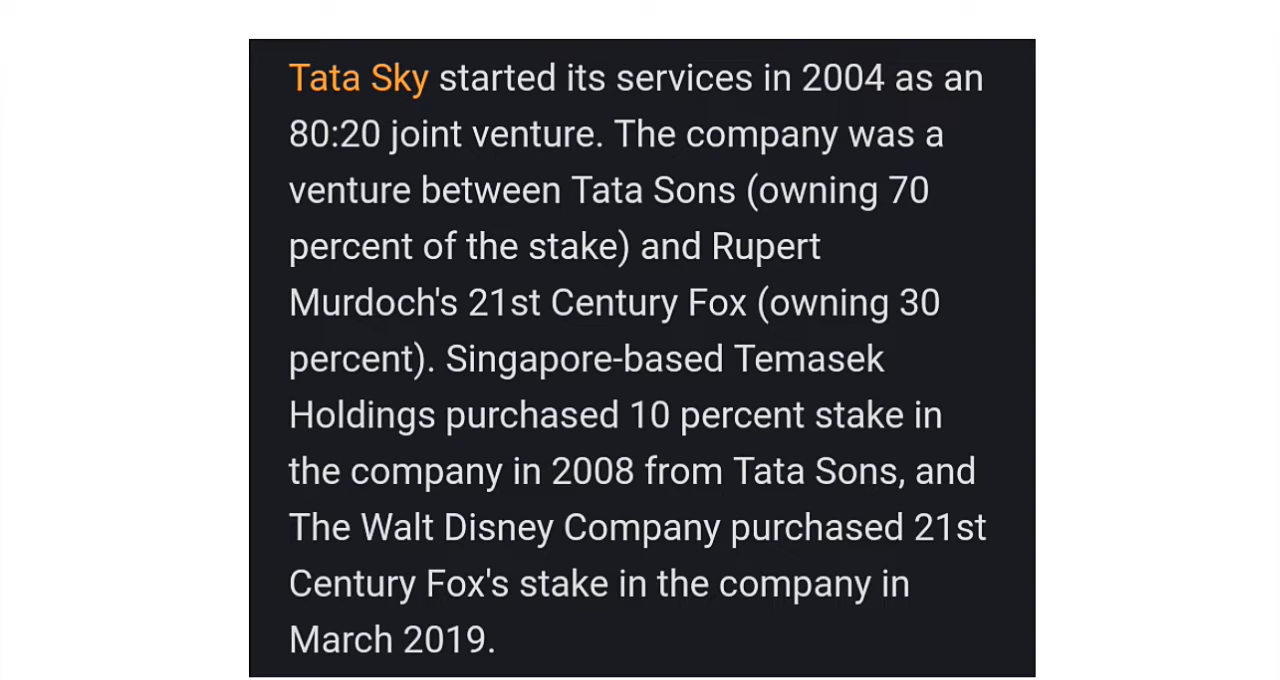 Tata Sky started its services in 2004 as an
80:20 joint venture. The company was a
venture between Tata Sons (owning 70
percent of the stake) and Rupert
Murdoch's 21st Century Fox (owning 30
percent). Singapore-based Temasek
Holdings purchased 10 percent stake in
the company in 2008 from Tata Sons, and
The Walt Disney Company purchased 21st
Century Fox's stake in the company in
March 2019.